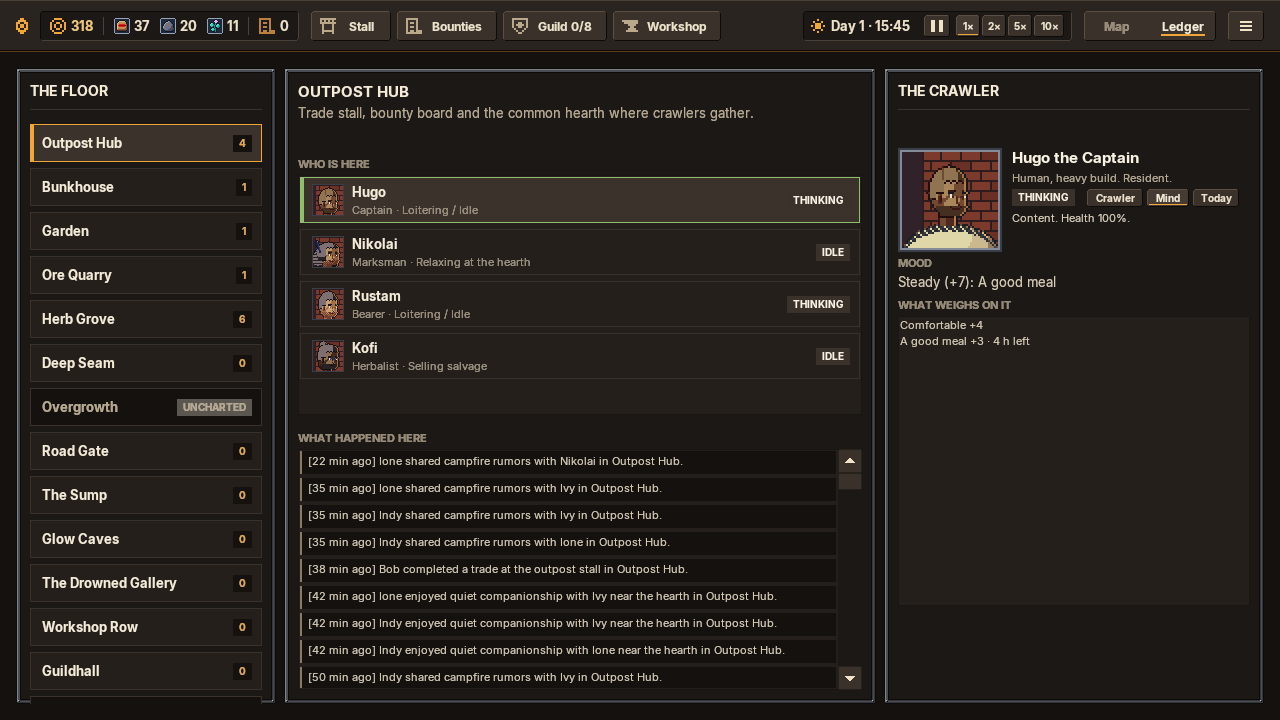 318 37 20 11 0 Stall Bounties Guild 0/8 Workshop Day 1 · 15:45 1x 2x 5x 10x Map Ledger
THE FLOOR
Outpost Hub 4
Bunkhouse 1
Garden 1
Ore Quarry 1
Herb Grove 6
Deep Seam 0
Overgrowth UNCHARTED
Road Gate 0
The Sump 0
Glow Caves 0
The Drowned Gallery 0
Workshop Row 0
Guildhall 0
OUTPOST HUB
Trade stall, bounty board and the common hearth where crawlers gather.
WHO IS HERE
Hugo
Captain · Loitering / Idle
THINKING
Nikolai
Marksman · Relaxing at the hearth
IDLE
Rustam
Bearer · Loitering / Idle
THINKING
Kofi
Herbalist · Selling salvage
IDLE
WHAT HAPPENED HERE
[22 min ago] Ione shared campfire rumors with Nikolai in Outpost Hub.
[35 min ago] Ione shared campfire rumors with Ivy in Outpost Hub.
[35 min ago] Indy shared campfire rumors with Ivy in Outpost Hub.
[35 min ago] Indy shared campfire rumors with Ione in Outpost Hub.
[38 min ago] Bob completed a trade at the outpost stall in Outpost Hub.
[42 min ago] Ione enjoyed quiet companionship with Ivy near the hearth in Outpost Hub.
[42 min ago] Indy enjoyed quiet companionship with Ivy near the hearth in Outpost Hub.
[42 min ago] Indy enjoyed quiet companionship with Ione near the hearth in Outpost Hub.
[50 min ago] Indy shared campfire rumors with Ivy in Outpost Hub.
THE CRAWLER
Hugo the Captain
Human, heavy build. Resident.
THINKING Crawler Mind Today
Content. Health 100%.
MOOD
Steady (+7): A good meal
WHAT WEIGHS ON IT
Comfortable +4
A good meal +3 · 4 h left